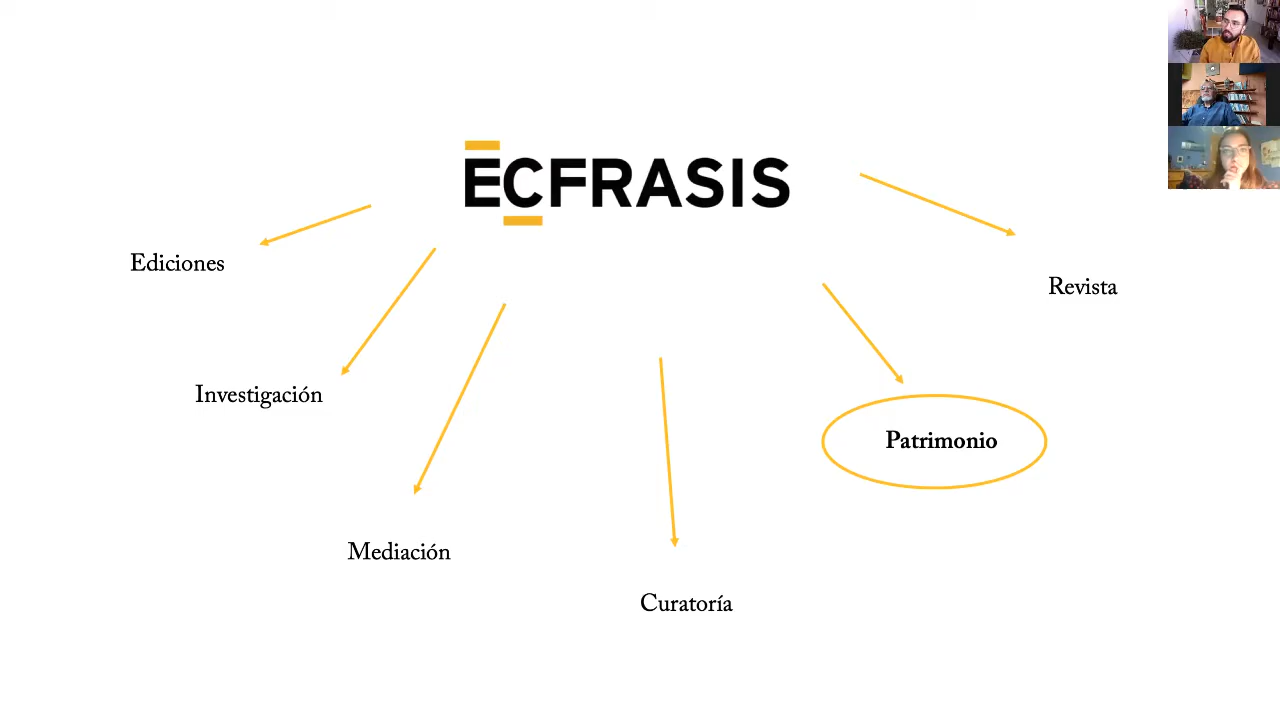 ECFRASIS
Ediciones
Revista
Investigación
Patrimonio
Mediación
Curatoría